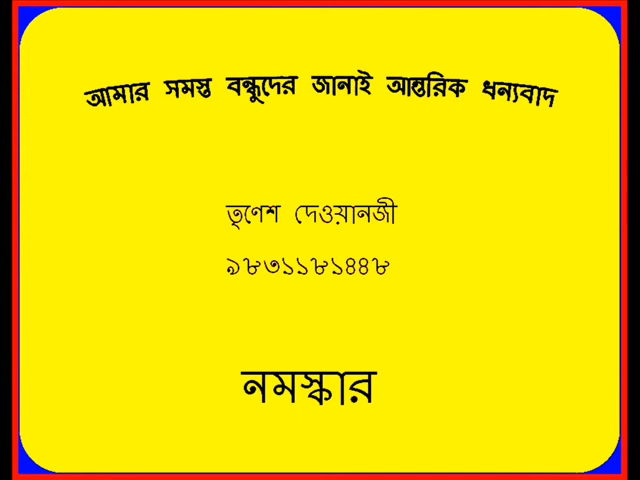 আমার সমস্ত বন্ধুদের জানাই আন্তরিক ধন্যবাদ
তৃণেশ দেওয়ানজী
৯৮৩১১৮১৪৪৮
নমস্কার